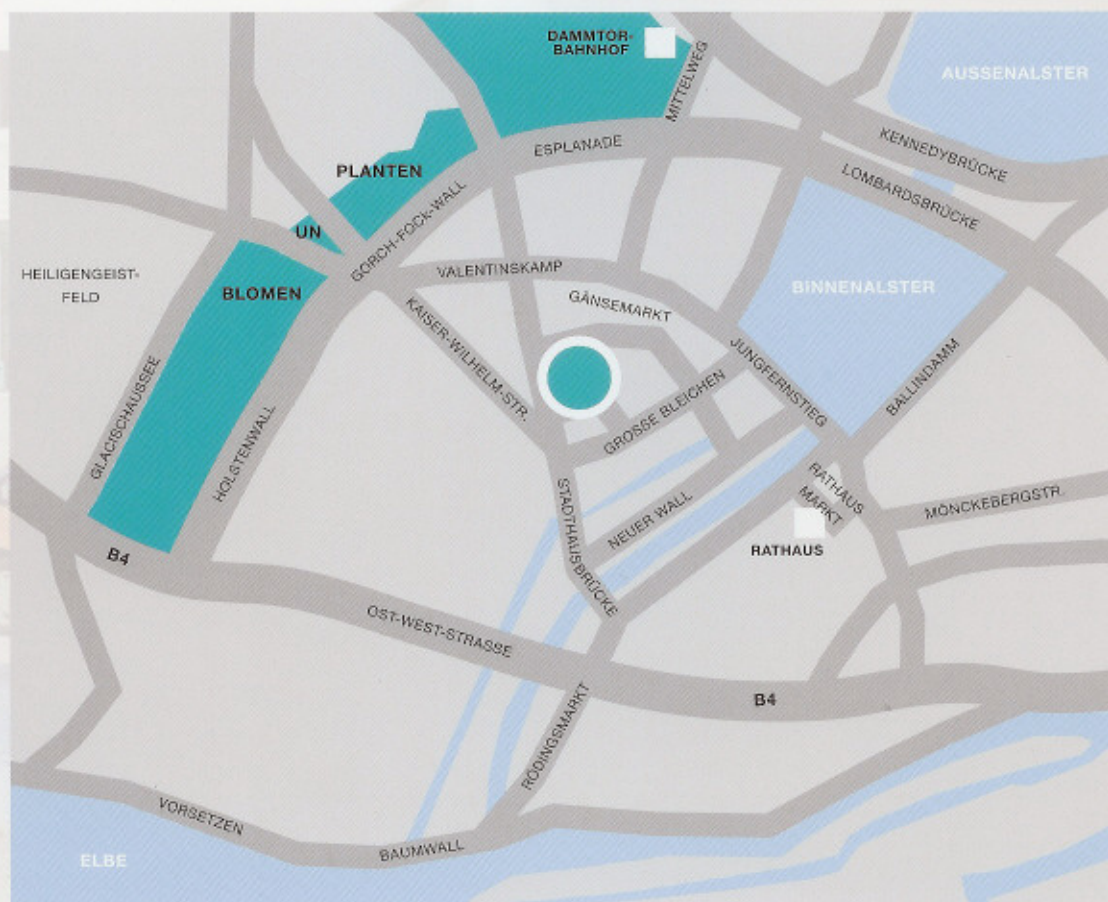 DAMMTOR-
BAHNHOF
MITTELWEG
AUSSENALSTER
KENNEDYBRÜCKE
LOMBARDSBRÜCKE
ESPLANADE
PLANTEN
UN
BLOMEN
GORCH-FOCK-WALL
HEILIGENGEIST-
FELD
VALENTINSKAMP
GÄNSEMARKT
BINNENALSTER
KAISER-WILHELM-STR.
JUNGFERNSTIEG
BALLINDAMM
GROSSE BLEICHEN
GLACISCHAUSSEE
HOLSTENWALL
STADTHAUSBRÜCKE
NEUER WALL
RATHAUS
MARKT
MÖNCKEBERGSTR.
RATHAUS
B4
OST-WEST-STRASSE
B4
RÖDINGSMARKT
VORSETZEN
BAUMWALL
ELBE